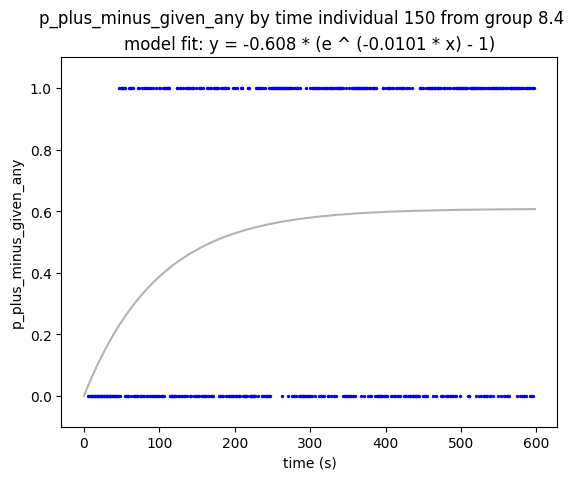 p_plus_minus_given_any by time individual 150 from group 8.4
model fit: y = -0.608 * (e ^ (-0.0101 * x) - 1)
p_plus_minus_given_any
1.0
0.8
0.6
0.4
0.2
0.0
0 100 200 300 400 500 600
time (s)